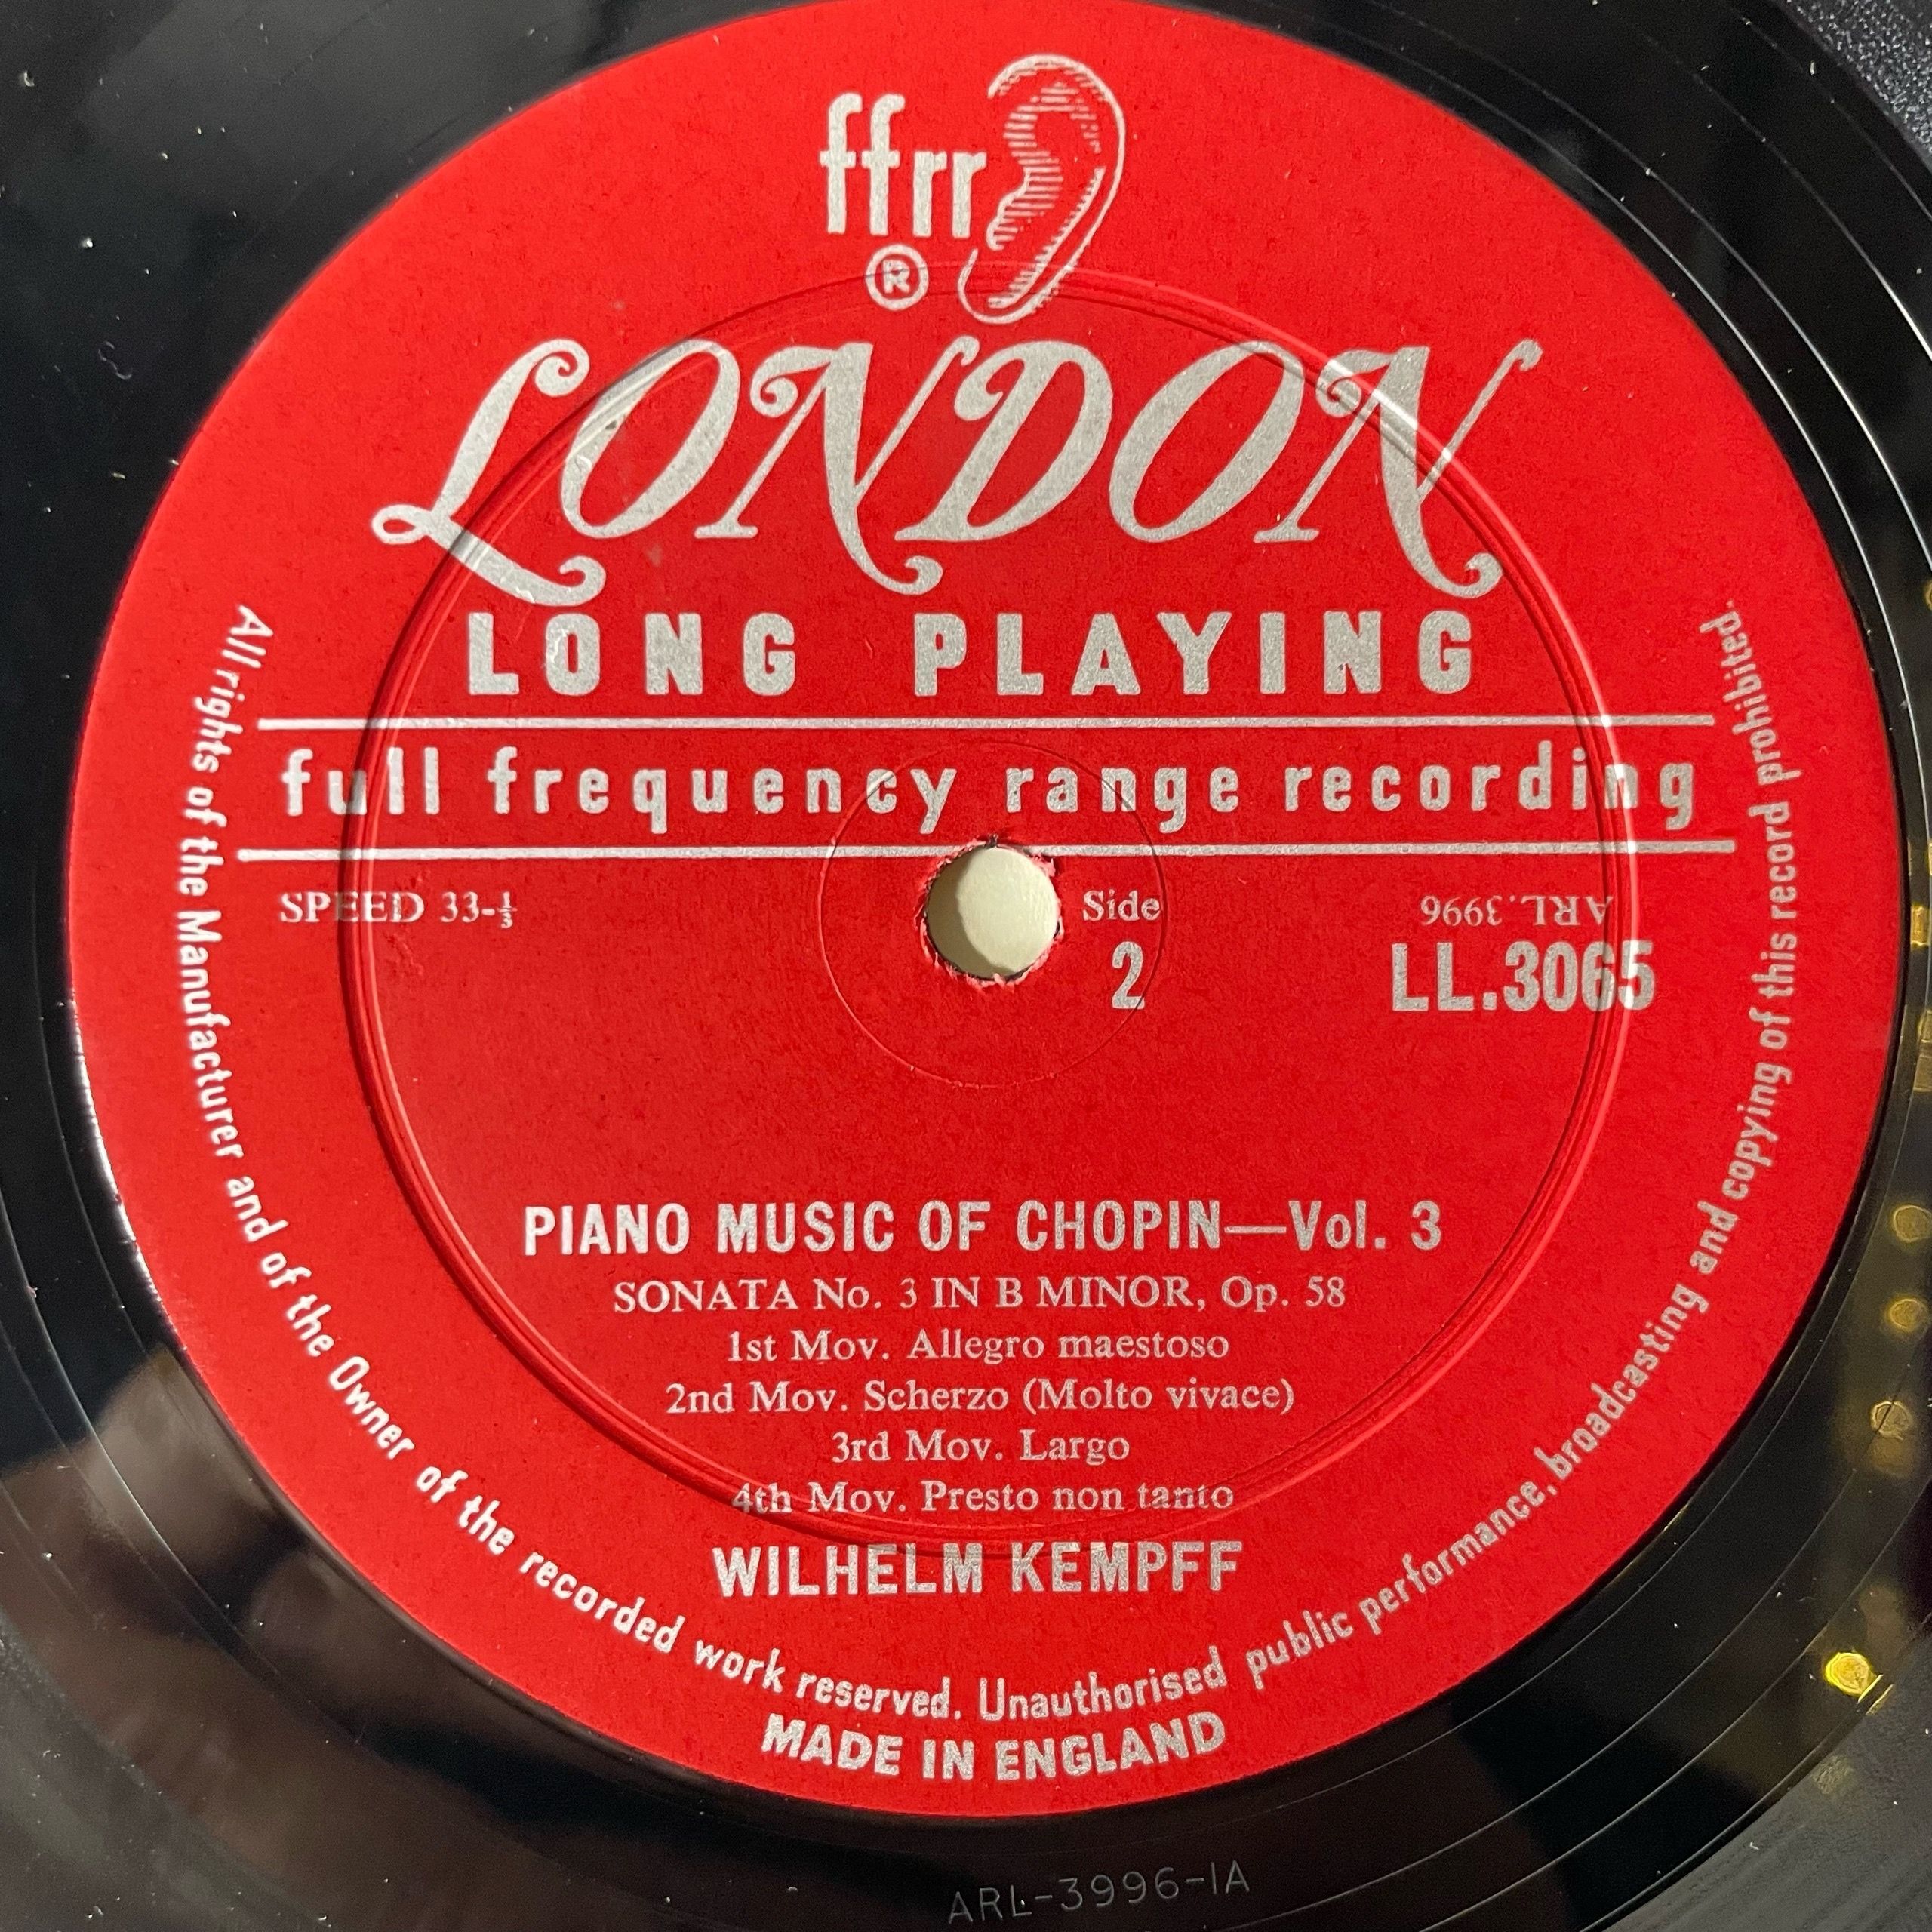 ffrr
®
LONDON
LONG PLAYING
full frequency range recording
SPEED 33-⅓
Side
2
ARL. 3996
LL.3065
PIANO MUSIC OF CHOPIN—Vol. 3
SONATA No. 3 IN B MINOR, Op. 58
1st Mov. Allegro maestoso
2nd Mov. Scherzo (Molto vivace)
3rd Mov. Largo
4th Mov. Presto non tanto
WILHELM KEMPFF
All rights of the Manufacturer and of the Owner of the recorded work reserved. Unauthorised public performance, broadcasting and copying of this record prohibited.
MADE IN ENGLAND
ARL-3996-1A